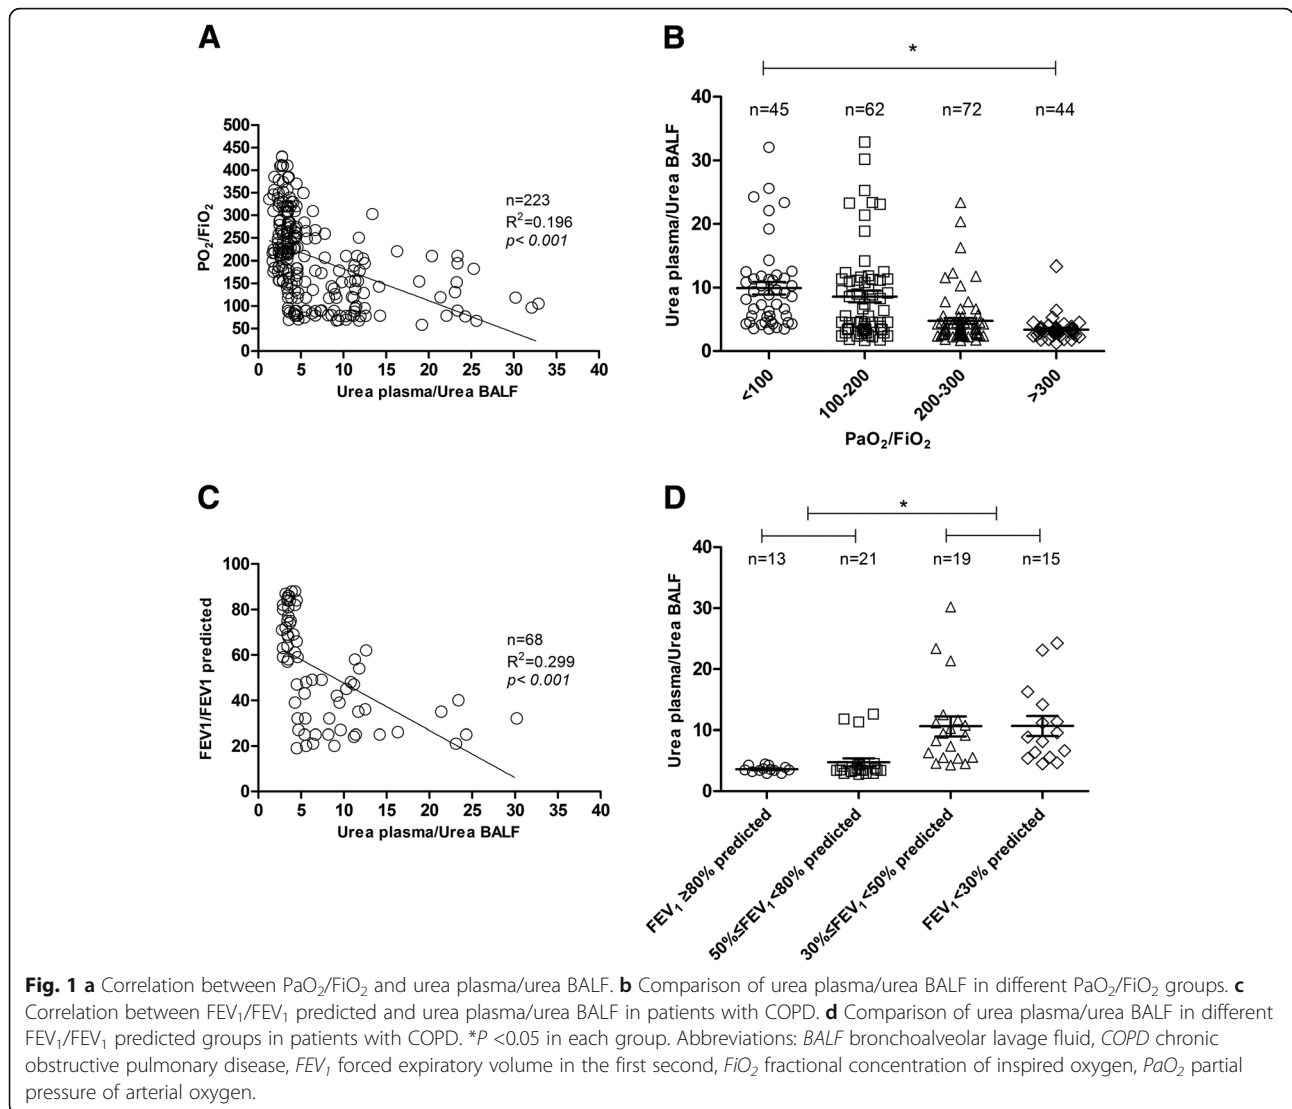 A
PO2/FiO2
500
450
400
350
300
250
200
150
100
50
0
n=223
R2=0.196
p< 0.001
0 5 10 15 20 25 30 35 40
Urea plasma/Urea BALF
B
*
Urea plasma/Urea BALF
40
30
20
10
0
n=45 n=62 n=72 n=44
<100 100-200 200-300 >300
PaO2/FiO2
C
FEV1/FEV1 predicted
100
80
60
40
20
0
n=68
R2=0.299
p< 0.001
0 5 10 15 20 25 30 35 40
Urea plasma/Urea BALF
D
*
Urea plasma/Urea BALF
40
30
20
10
0
n=13 n=21 n=19 n=15
FEV1 ≥80% predicted
50%≤FEV1<80% predicted
30%≤FEV1<50% predicted
FEV1<30% predicted
Fig. 1 a Correlation between PaO2/FiO2 and urea plasma/urea BALF. b Comparison of urea plasma/urea BALF in different PaO2/FiO2 groups. c
Correlation between FEV1/FEV1 predicted and urea plasma/urea BALF in patients with COPD. d Comparison of urea plasma/urea BALF in different
FEV1/FEV1 predicted groups in patients with COPD. *P <0.05 in each group. Abbreviations: BALF bronchoalveolar lavage fluid, COPD chronic
obstructive pulmonary disease, FEV1 forced expiratory volume in the first second, FiO2 fractional concentration of inspired oxygen, PaO2 partial
pressure of arterial oxygen.